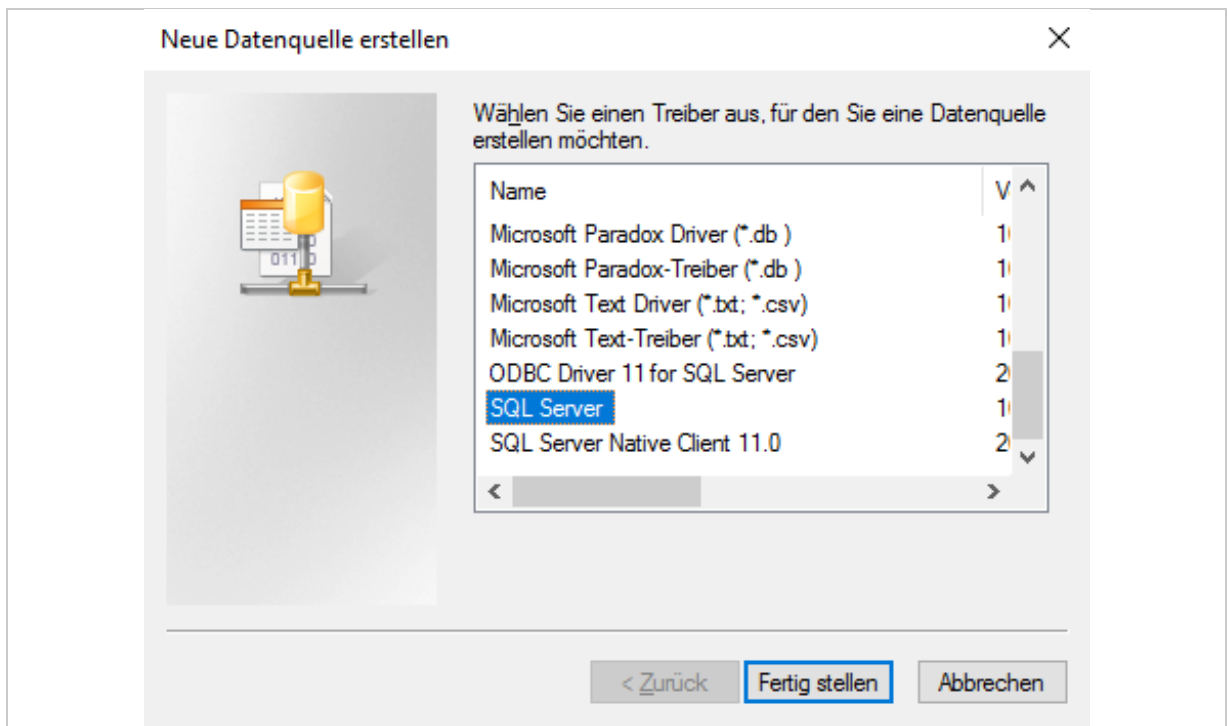 Neue Datenquelle erstellen
Wählen Sie einen Treiber aus, für den Sie eine Datenquelle
erstellen möchten.
Name
Microsoft Paradox Driver (*.db )
Microsoft Paradox-Treiber (*.db )
Microsoft Text Driver (*.txt; *.csv)
Microsoft Text-Treiber (*.txt; *.csv)
ODBC Driver 11 for SQL Server
SQL Server
SQL Server Native Client 11.0
< Zurück Fertig stellen Abbrechen